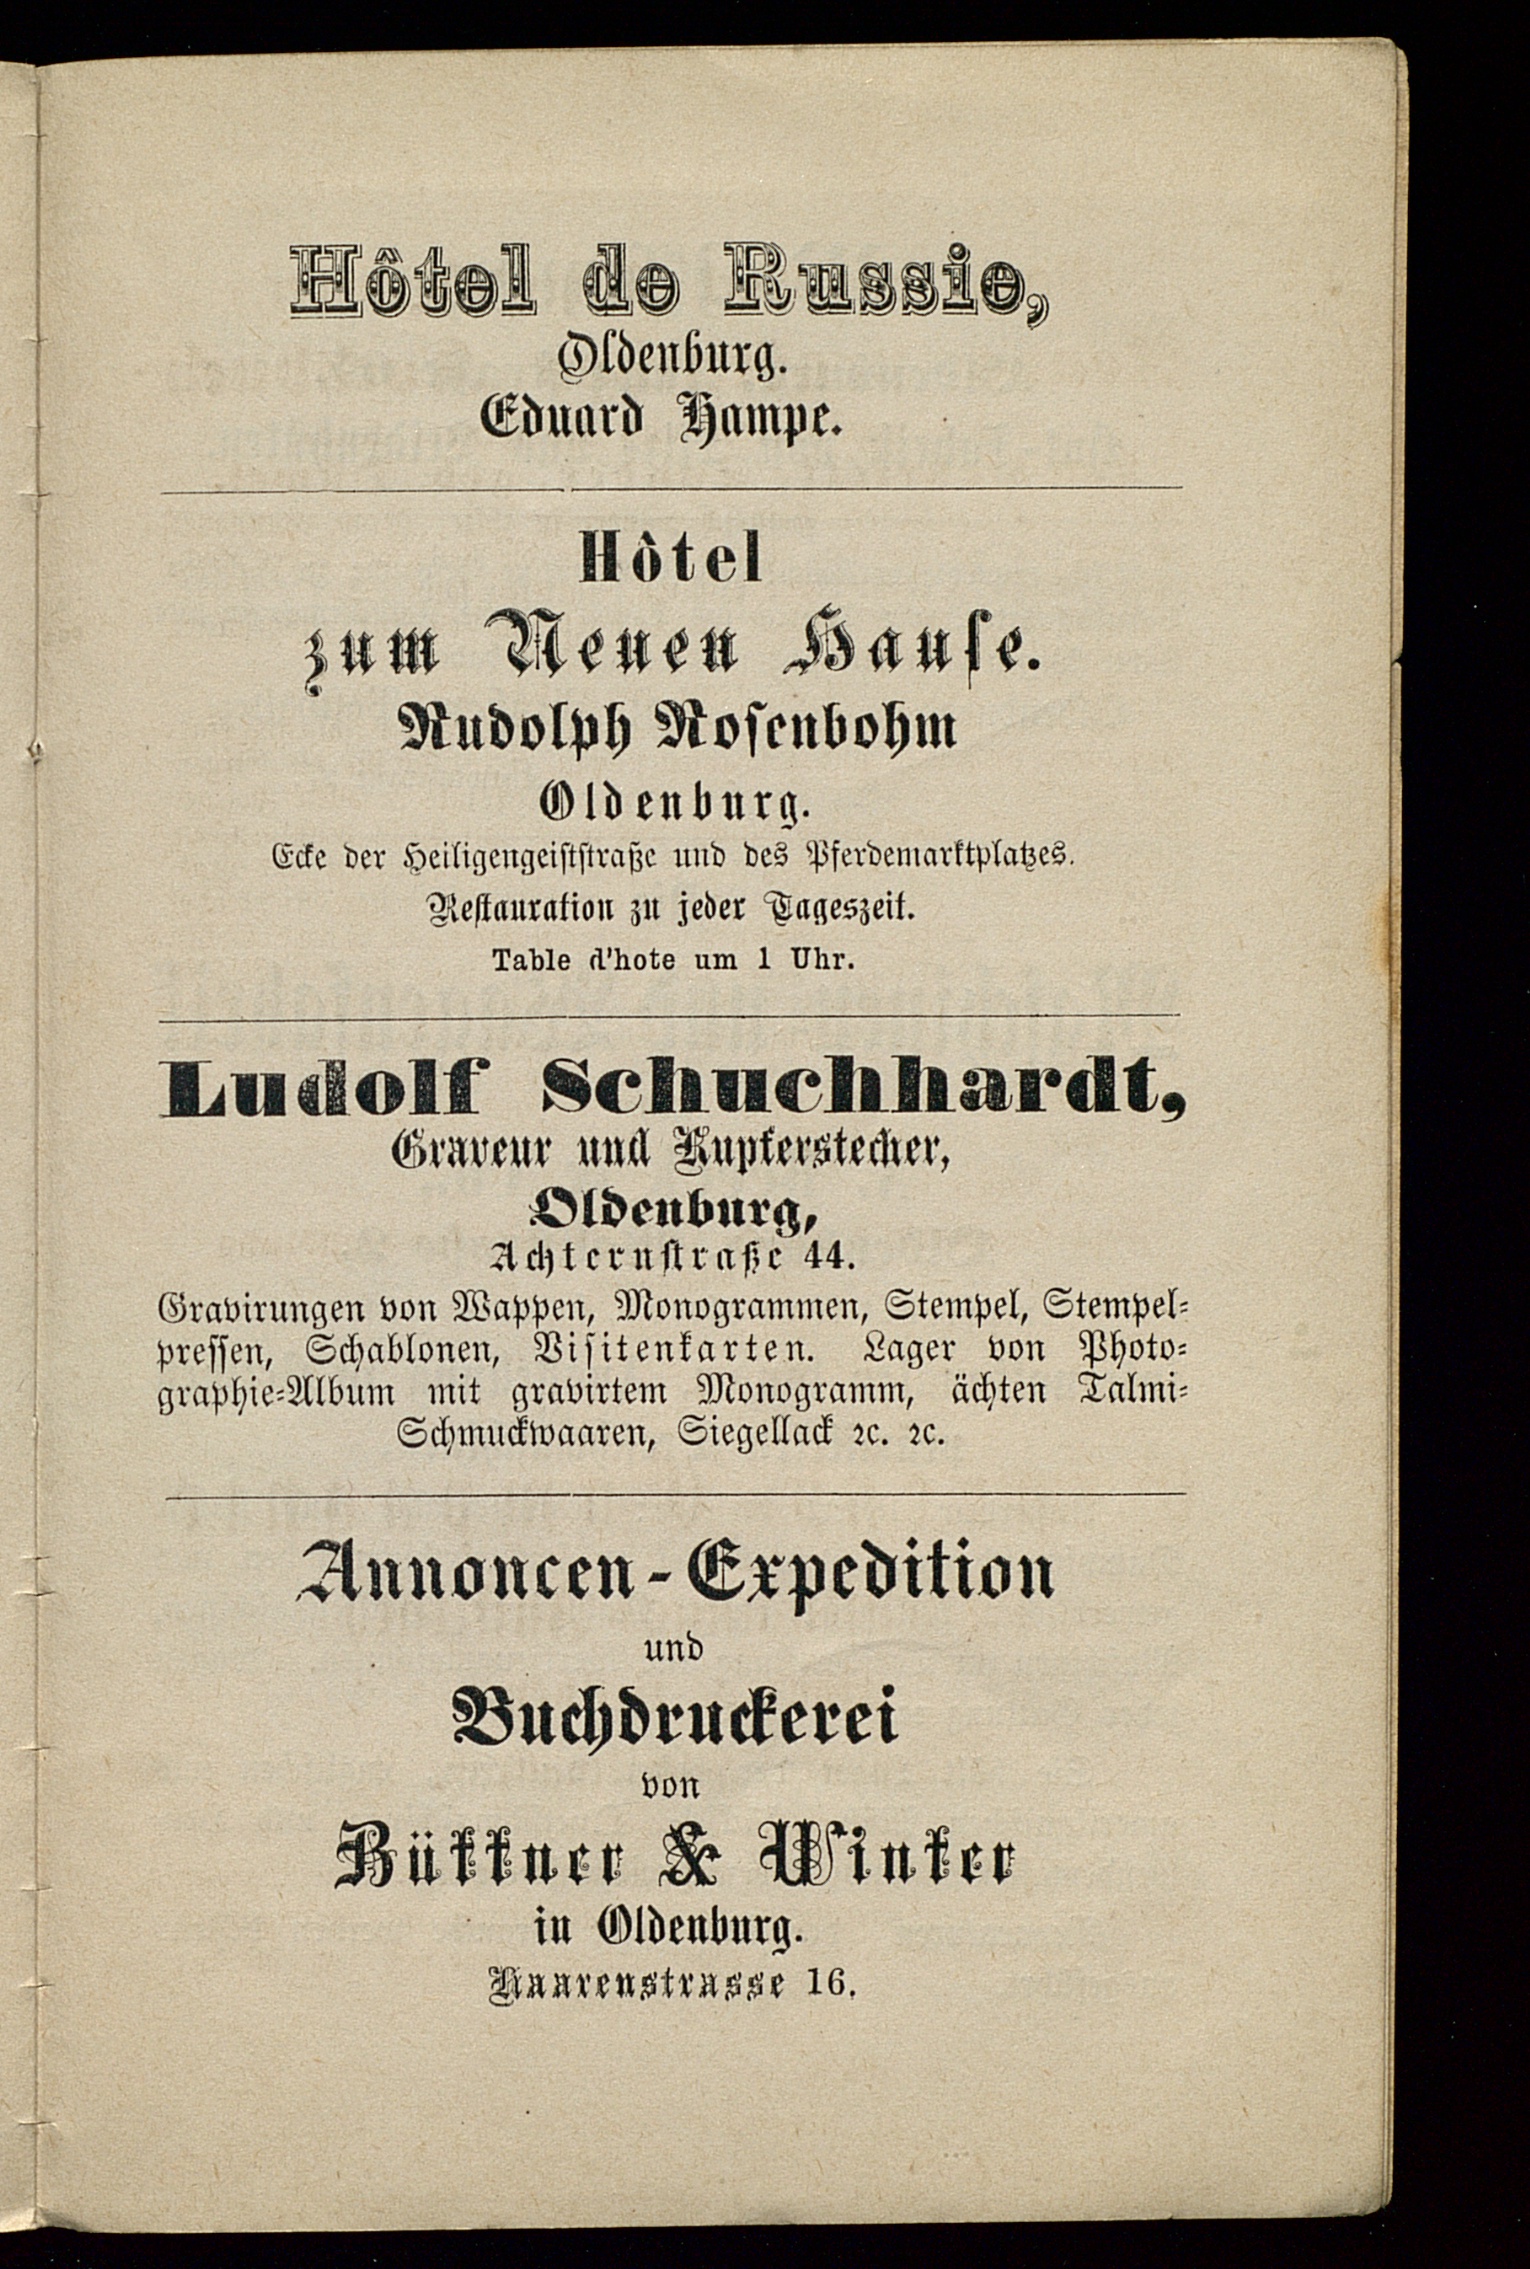 Hôtel de Russie,
Oldenburg.
Eduard Hampe.
Hôtel
zum Neuen Hause.
Rudolph Rosenbohm
Oldenburg.
Ecke der Heiligengeiststraße und des Pferdemarktplatzes.
Restauration zu jeder Tageszeit.
Table d'hote um 1 Uhr.
Ludolf Schuchhardt,
Graveur und Kupferstecher,
Oldenburg,
Achternstraße 44.
Gravirungen von Wappen, Monogrammen, Stempel, Stempel-
pressen, Schablonen, Visitenkarten. Lager von Photo-
graphie-Album mit gravirtem Monogramm, ächten Talmi-
Schmuckwaaren, Siegellack ꝛc. ꝛc.
Annoncen-Expedition
und
Buchdruckerei
von
Büttner & Winter
in Oldenburg.
Haarenstrasse 16.